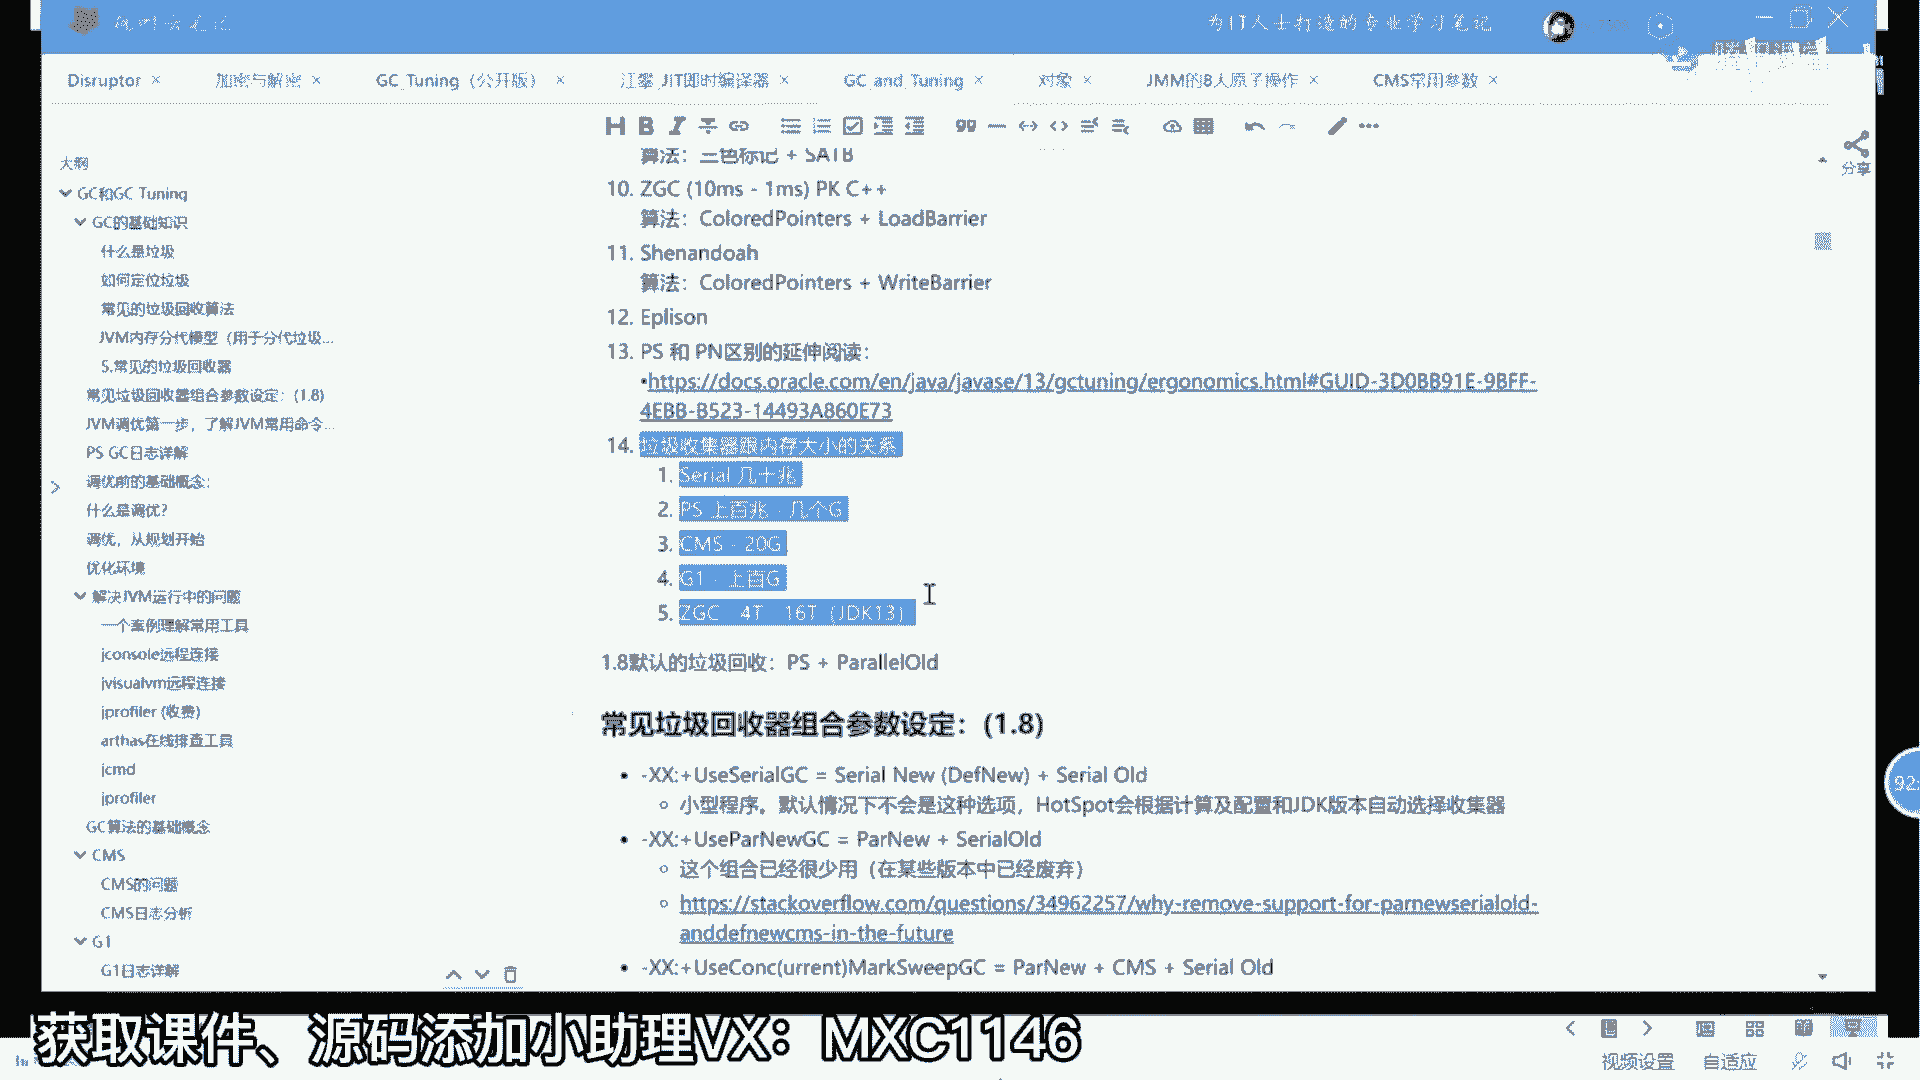 为IT人士打造的专业学习笔记
Disruptor × 加密与解密 × GC_Tuning（公开版） × 江攀_JIT即时编译器 × GC_and_Tuning × 对象 × JMM的8大原子操作 × CMS常用参数 ×
大纲
GC和GC Tuning
GC的基础知识
什么是垃圾
如何定位垃圾
常见的垃圾回收算法
JVM内存分代模型（用于分代垃圾...
5.常见的垃圾回收器
常见垃圾回收器组合参数设定：(1.8)
JVM调优第一步，了解JVM常用命令...
PS GC日志详解
调优前的基础概念：
什么是调优？
调优，从规划开始
优化环境
解决JVM运行中的问题
一个案例理解常用工具
jconsole远程连接
jvisualvm远程连接
jprofiler (收费)
arthas在线排查工具
jcmd
jprofiler
GC算法的基础概念
CMS
CMS的问题
CMS日志分析
G1
G1日志详解
算法：三色标记 + SATB
10. ZGC (10ms - 1ms) PK C++
算法：ColoredPointers + LoadBarrier
11. Shenandoah
算法：ColoredPointers + WriteBarrier
12. Eplison
13. PS 和 PN区别的延伸阅读：
•https://docs.oracle.com/en/java/javase/13/gctuning/ergonomics.html#GUID-3D0BB91E-9BFF-
4EBB-B523-14493A860E73
14. 垃圾收集器跟内存大小的关系
1. Serial 几十兆
2. PS 上百兆 - 几个G
3. CMS - 20G
4. G1 - 上百G
5. ZGC - 4T - 16T（JDK13）
1.8默认的垃圾回收：PS + ParallelOld
常见垃圾回收器组合参数设定：(1.8)
-XX:+UseSerialGC = Serial New (DefNew) + Serial Old
小型程序。默认情况下不会是这种选项，HotSpot会根据计算及配置和JDK版本自动选择收集器
-XX:+UseParNewGC = ParNew + SerialOld
这个组合已经很少用（在某些版本中已经废弃）
https://stackoverflow.com/questions/34962257/why-remove-support-for-parnewserialold-
anddefnewcms-in-the-future
-XX:+UseConc(urrent)MarkSweepGC = ParNew + CMS + Serial Old
分享
92
获取课件、源码添加小助理VX：MXC1146
视频设置 自适应